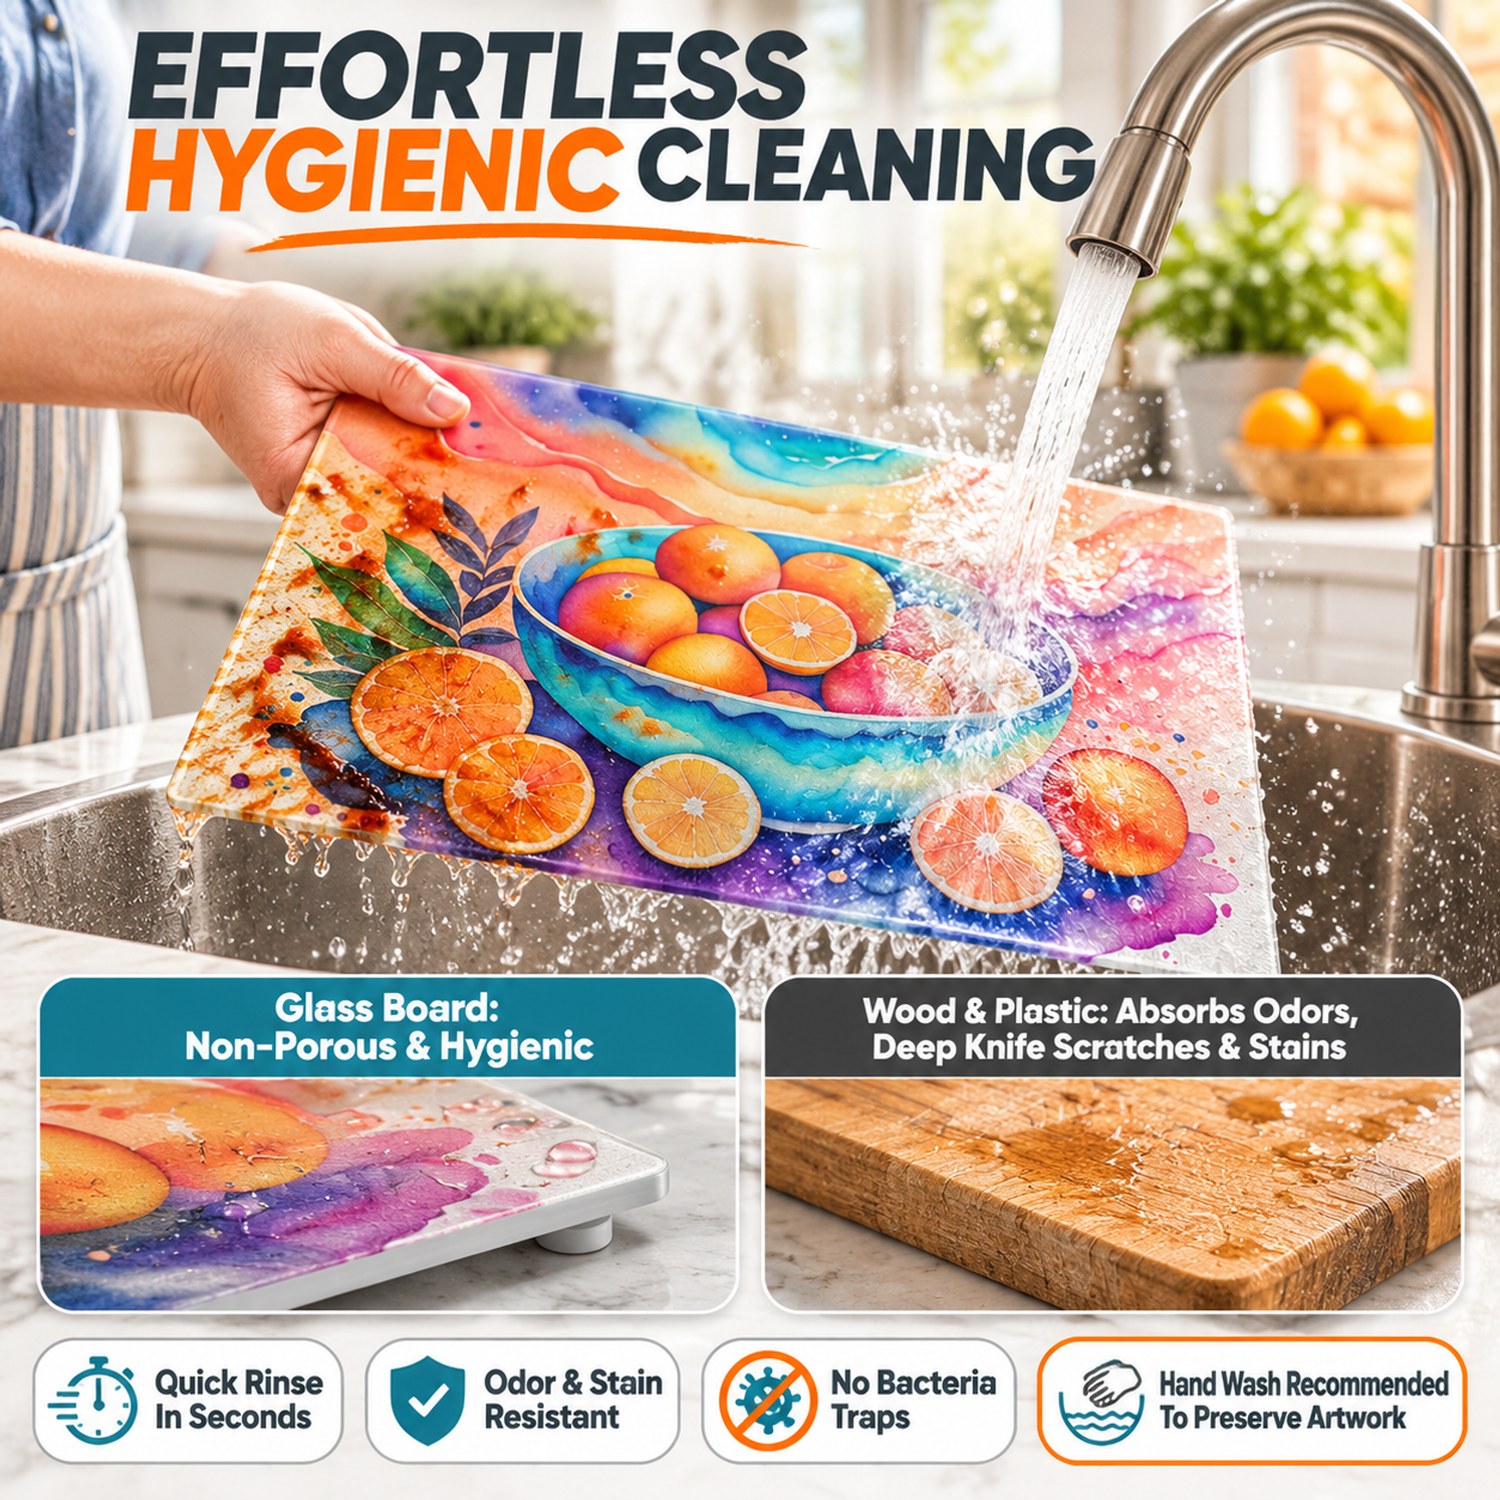 EFFORTLESS
HYGIENIC CLEANING
Glass Board:
Non-Porous & Hygienic
Wood & Plastic: Absorbs Odors,
Deep Knife Scratches & Stains
Quick Rinse
In Seconds
Odor & Stain
Resistant
No Bacteria
Traps
Hand Wash Recommended
To Preserve Artwork